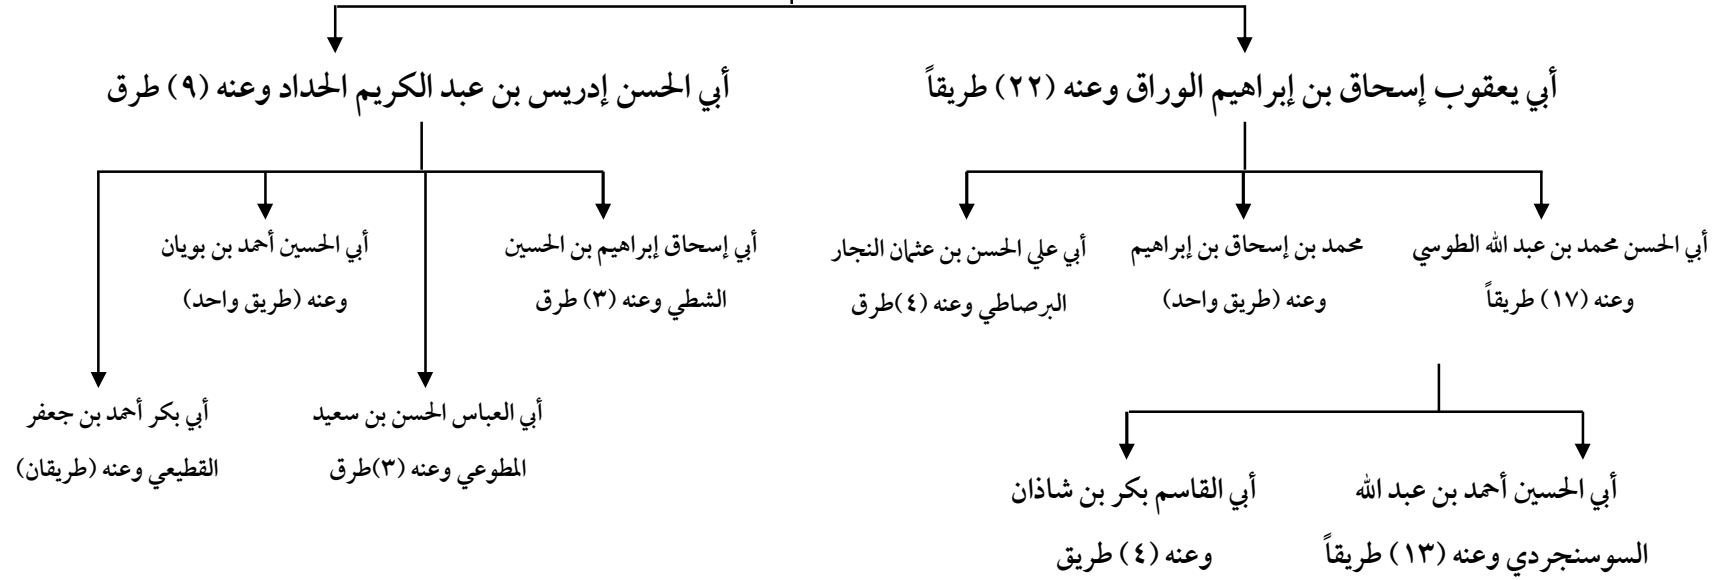 أبي يعقوب إسحاق بن إبراهيم الوراق وعنه (٢٢) طريقاً
أبي الحسن إدريس بن عبد الكريم الحداد وعنه (٩) طرق
أبي الحسن محمد بن عبد الله الطوسي
وعنه (١٧) طريقاً
محمد بن إسحاق بن إبراهيم
وعنه (طريق واحد)
أبي علي الحسن بن عثمان النجار
البرصاطي وعنه (٤)طرق
أبي إسحاق إبراهيم بن الحسين
الشطي وعنه (٣) طرق
أبي الحسين أحمد بن بويان
وعنه (طريق واحد)
أبي العباس الحسن بن سعيد
المطوعي وعنه (٣)طرق
أبي بكر أحمد بن جعفر
القطيعي وعنه (طريقان)
أبي الحسين أحمد بن عبد الله
السوسنجردي وعنه (١٣) طريقاً
أبي القاسم بكر بن شاذان
وعنه (٤) طريق